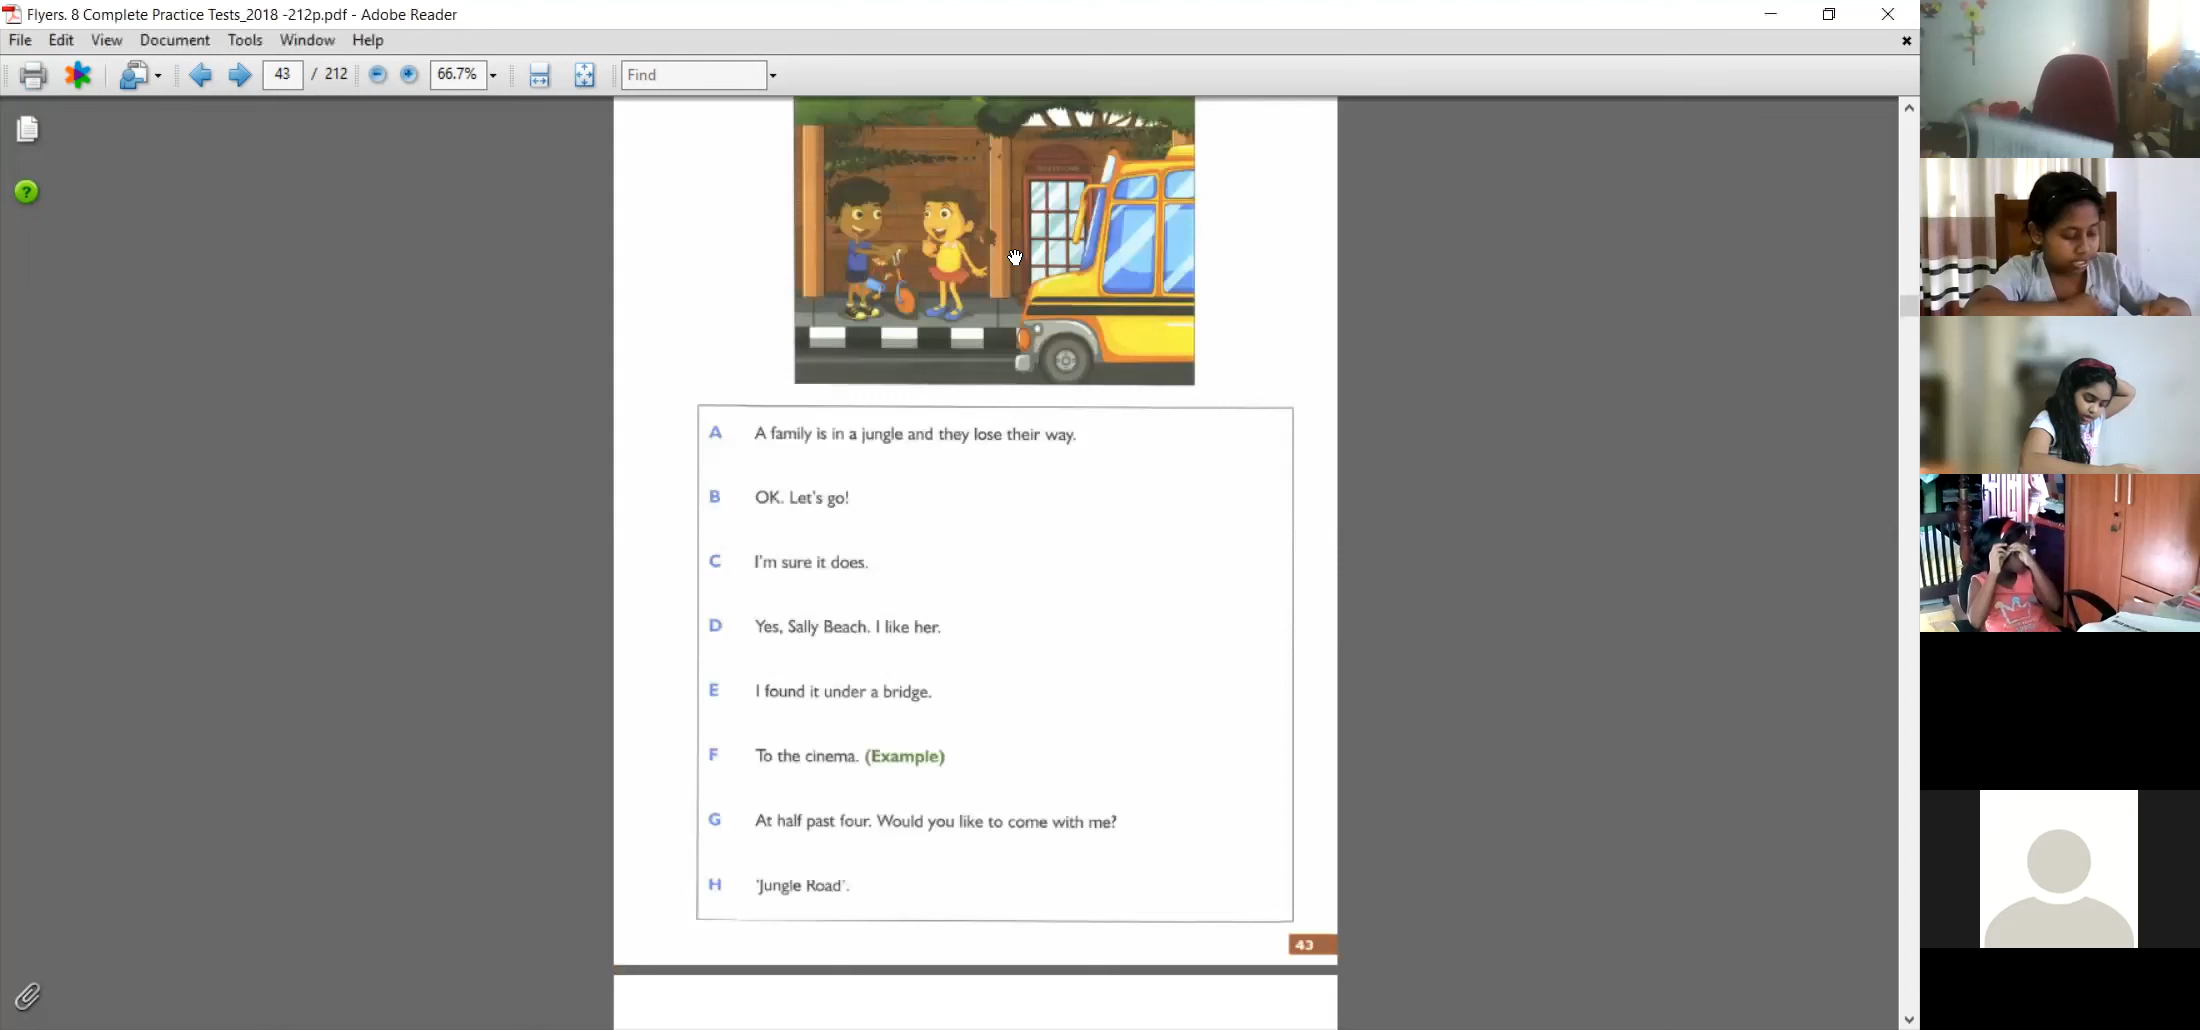 Flyers. 8 Complete Practice Tests_2018 -212p.pdf - Adobe Reader
File Edit View Document Tools Window Help
43 / 212 66.7% Find
A A family is in a jungle and they lose their way.
B OK. Let's go!
C I'm sure it does.
D Yes, Sally Beach. I like her.
E I found it under a bridge.
F To the cinema. (Example)
G At half past four. Would you like to come with me?
H 'Jungle Road'.
43